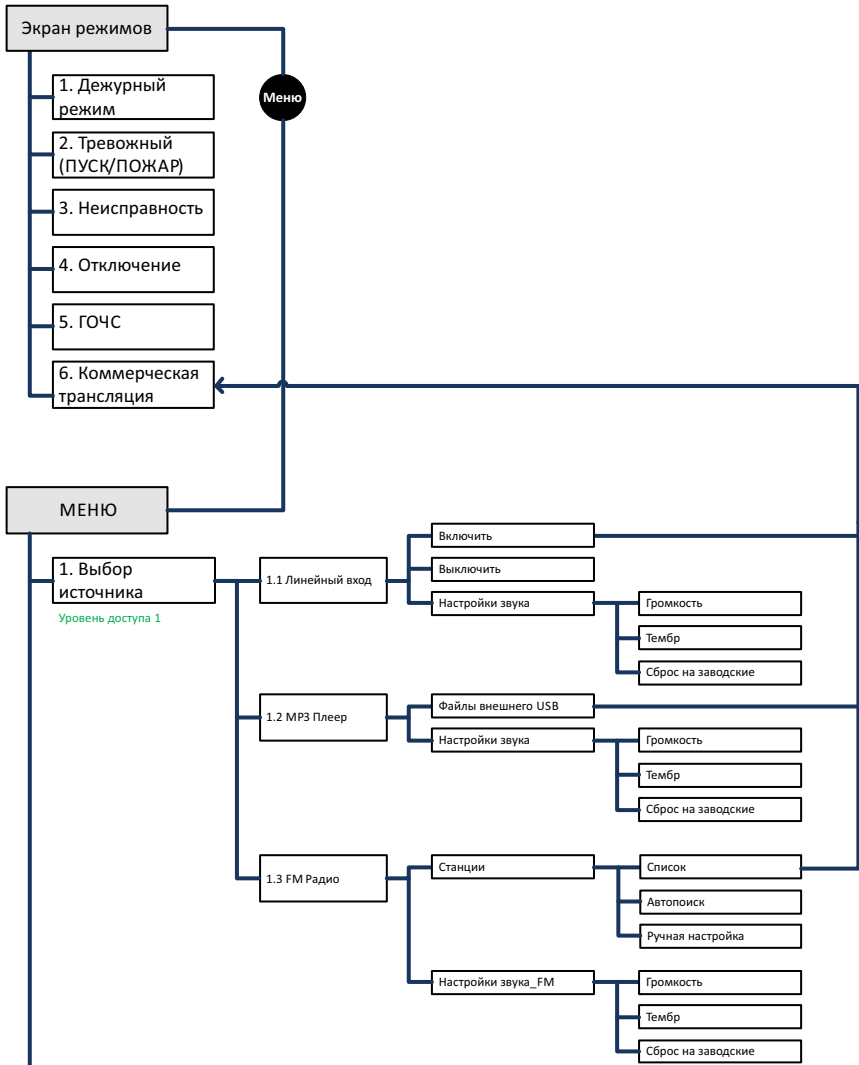 Экран режимов
Меню
1. Дежурный
режим
2. Тревожный
(ПУСК/ПОЖАР)
3. Неисправность
4. Отключение
5. ГОЧС
6. Коммерческая
трансляция
МЕНЮ
1. Выбор
источника
Уровень доступа 1
1.1 Линейный вход
Включить
Выключить
Настройки звука
Громкость
Тембр
Сброс на заводские
1.2 MP3 Плеер
Файлы внешнего USB
Настройки звука
Громкость
Тембр
Сброс на заводские
1.3 FM Радио
Станции
Список
Автопоиск
Ручная настройка
Настройки звука_FM
Громкость
Тембр
Сброс на заводские